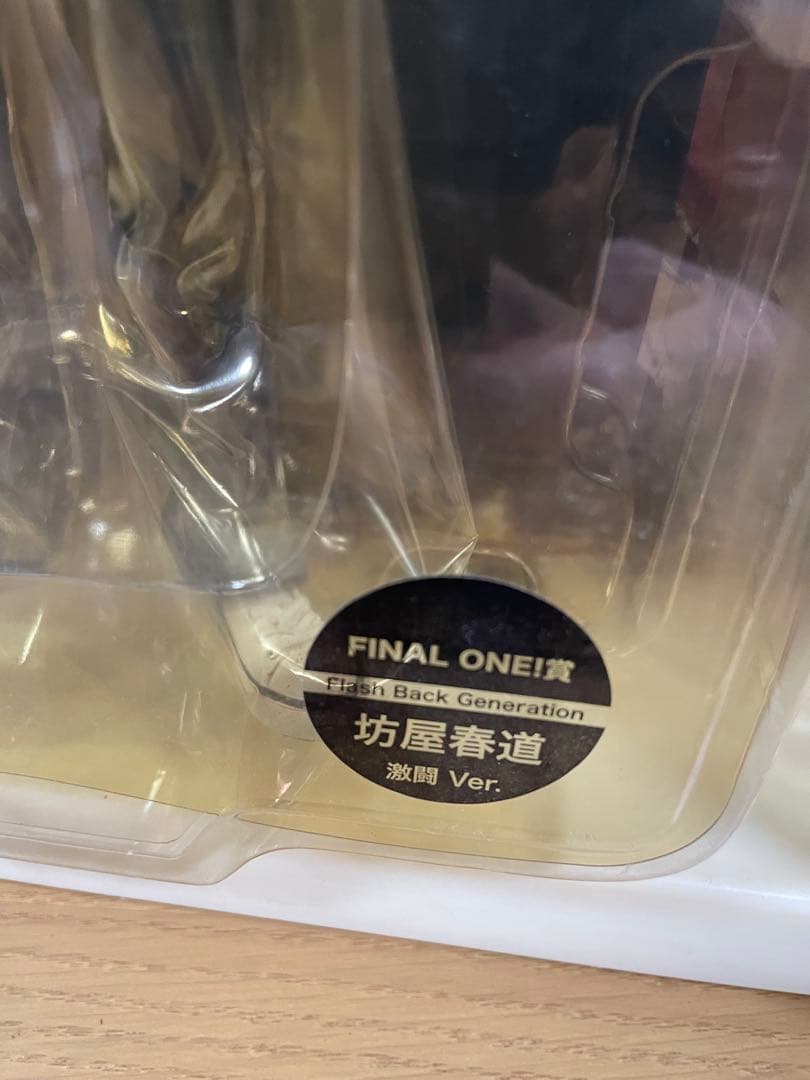 FINAL ONE!賞
Flash Back Generation
坊屋春道
激闘 Ver.